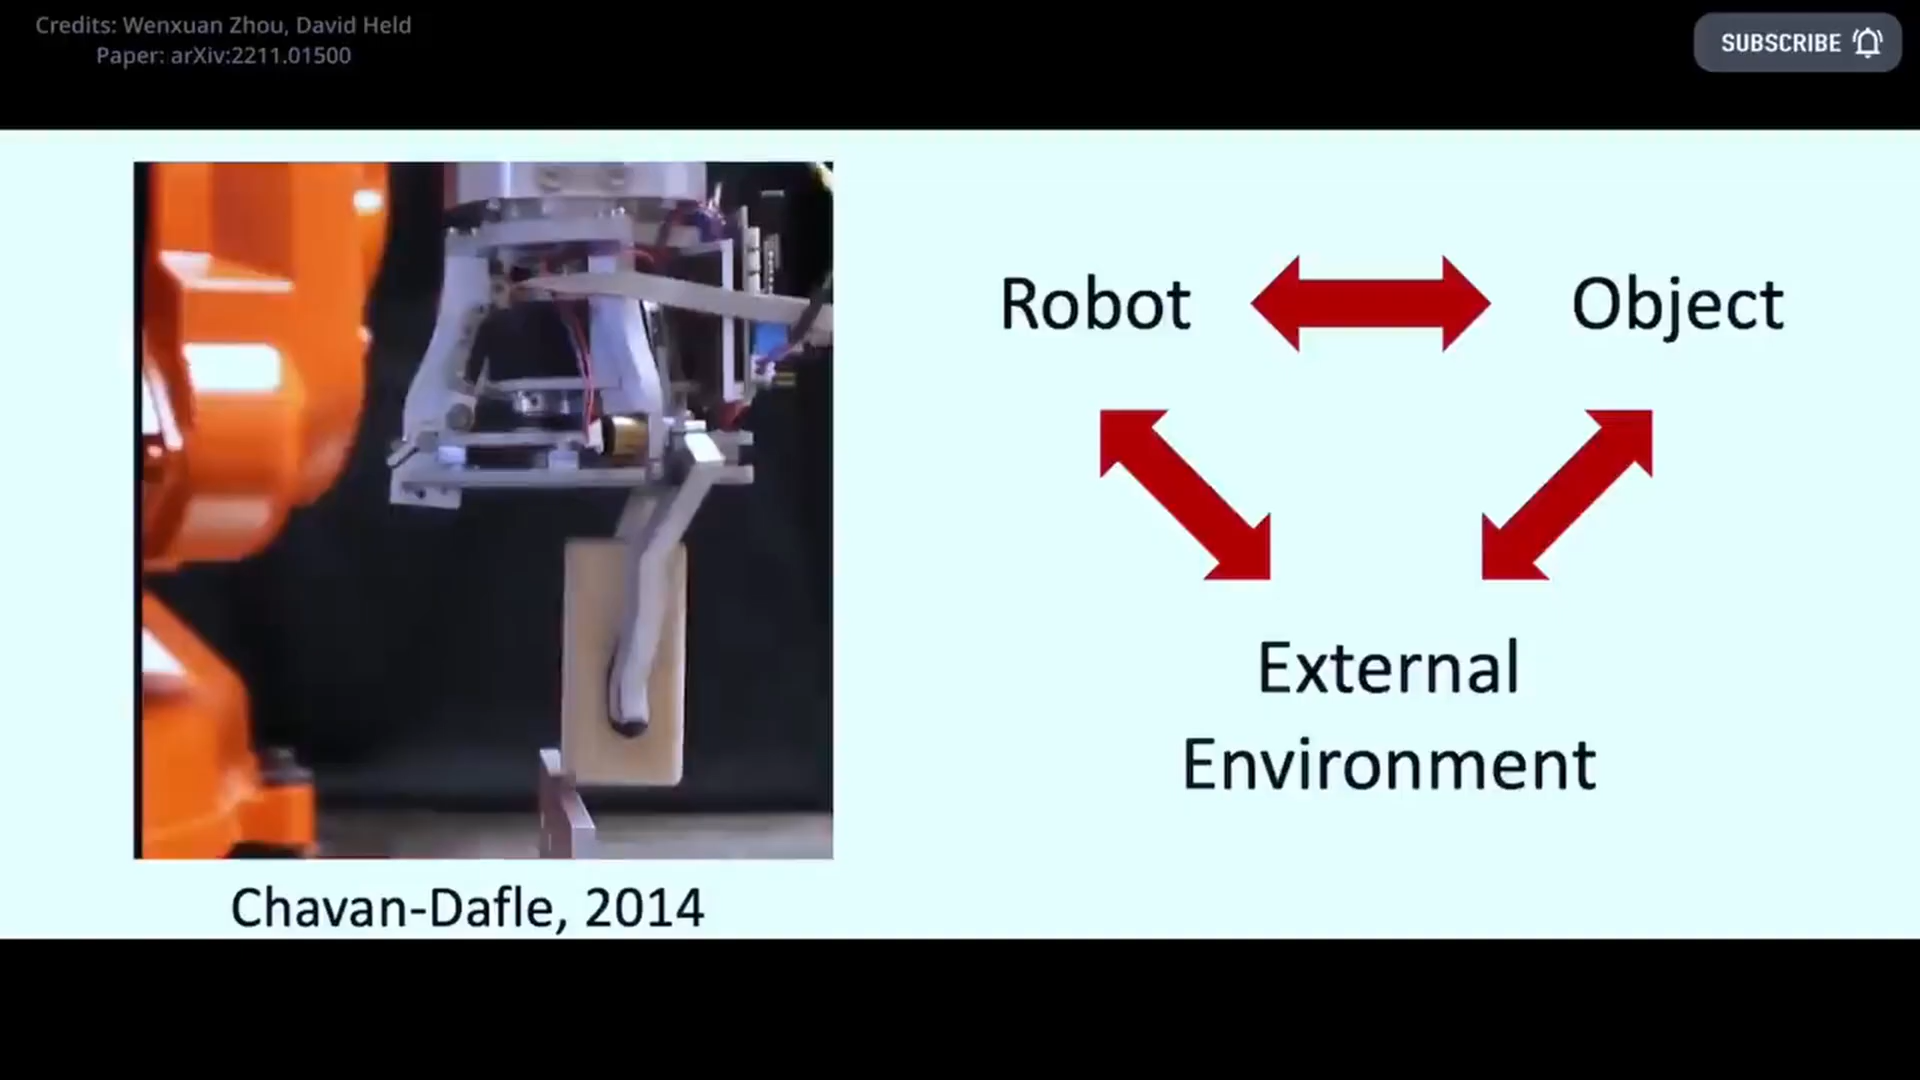 Credits: Wenxuan Zhou, David Held
Paper: arXiv:2211.01500
SUBSCRIBE
Robot
Object
External
Environment
Chavan-Dafle, 2014